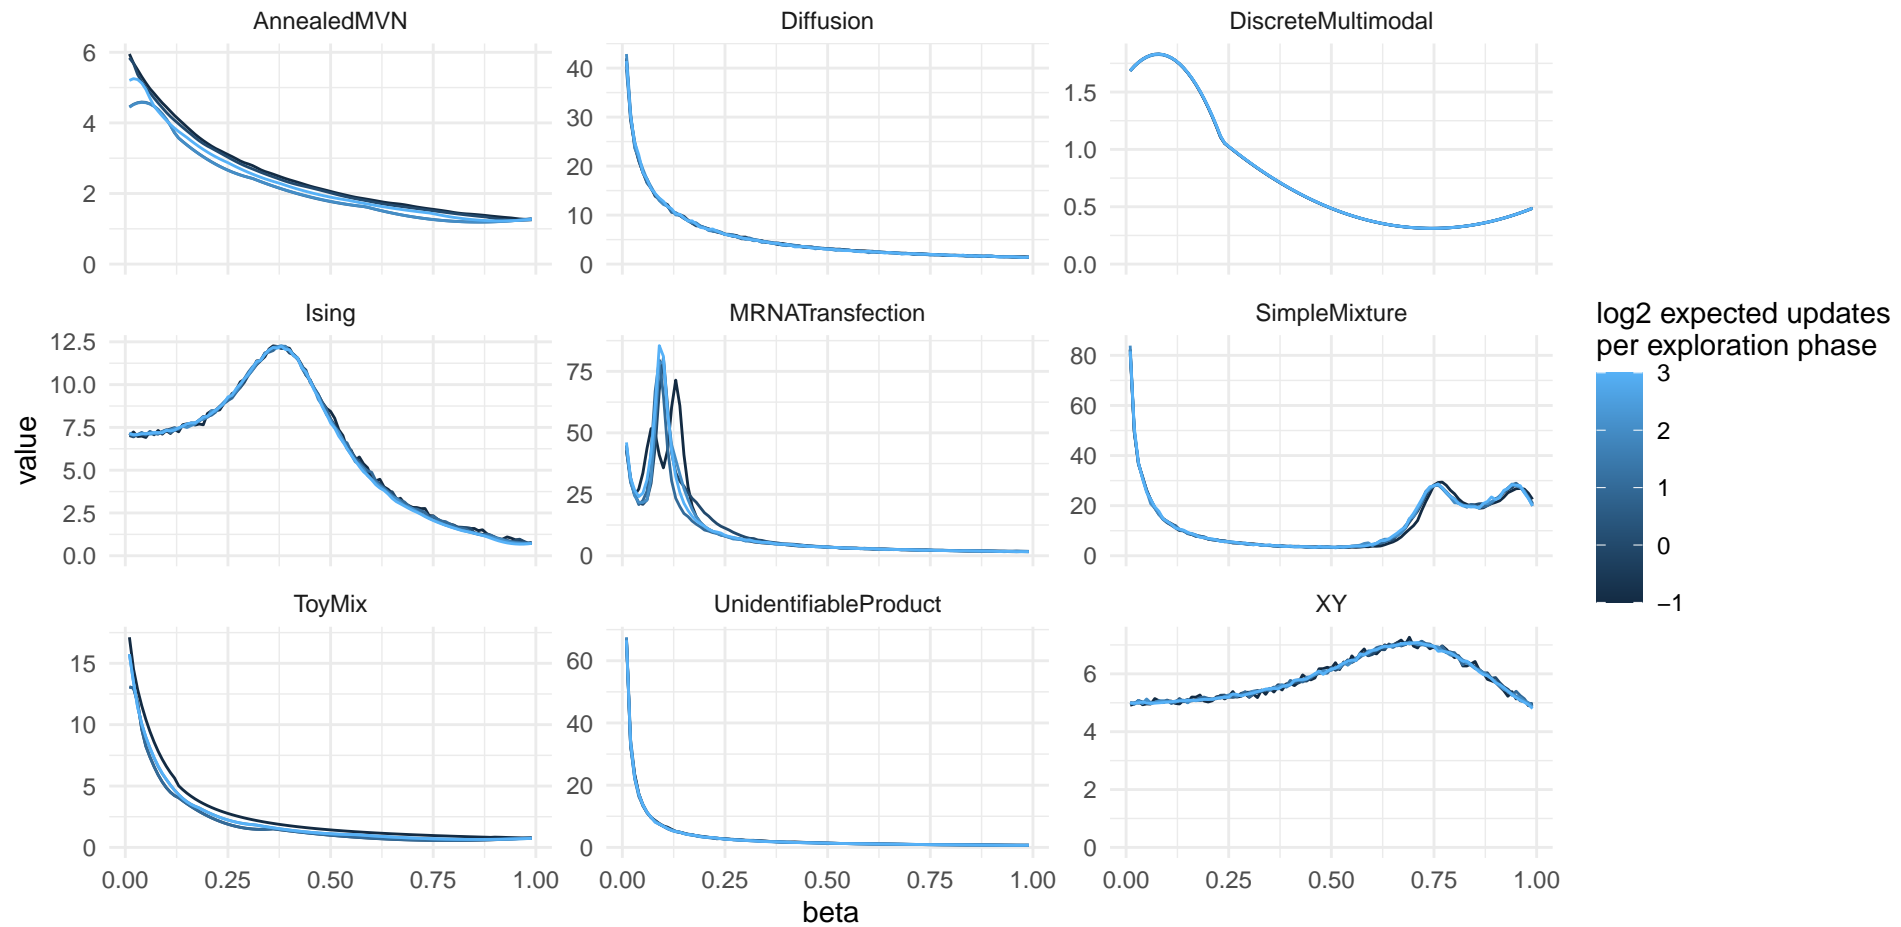 AnnealedMVN
Diffusion
DiscreteMultimodal
6
4
2
0
40
30
20
10
0
1.5
1.0
0.5
0.0
Ising
MRNATransfection
SimpleMixture
12.5
10.0
7.5
5.0
2.5
0.0
75
50
25
0
80
60
40
20
0
ToyMix
UnidentifiableProduct
XY
15
10
5
0
60
40
20
0
6
4
2
0
0.00 0.25 0.50 0.75 1.00
0.00 0.25 0.50 0.75 1.00
0.00 0.25 0.50 0.75 1.00
beta
value
log2 expected updates
per exploration phase
3
2
1
0
−1